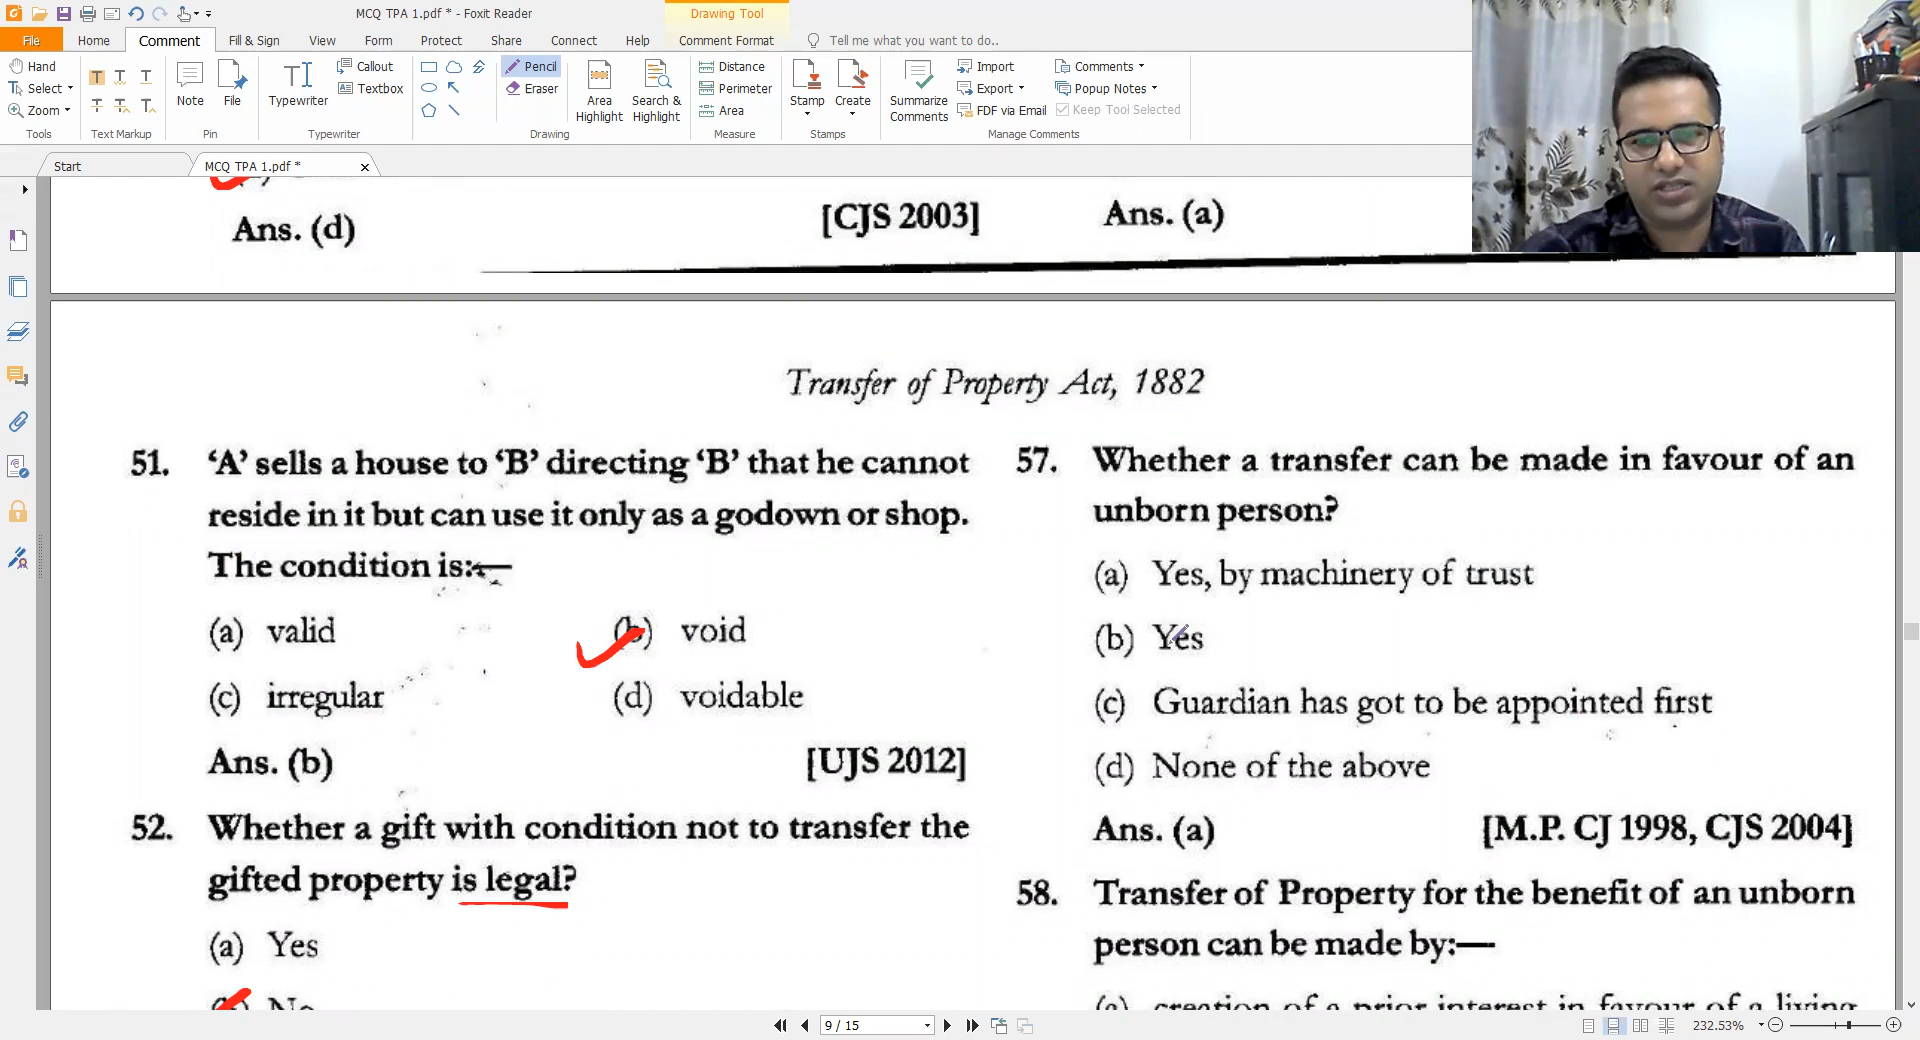 MCQ TPA 1.pdf * - Foxit Reader
Drawing Tool
File
Home
Comment
Fill & Sign
View
Form
Protect
Share
Connect
Help
Comment Format
Tell me what you want to do..
Hand
Select
Zoom
Tools
Text Markup
Note
File
Pin
Typewriter
Callout
Textbox
Typewriter
Pencil
Eraser
Area Highlight
Search & Highlight
Drawing
Distance
Perimeter
Area
Measure
Stamp
Create
Stamps
Summarize Comments
Import
Export
FDF via Email
Comments
Popup Notes
Keep Tool Selected
Manage Comments
Start
MCQ TPA 1.pdf *
Ans. (d) [CJS 2003]
Ans. (a)
Transfer of Property Act, 1882
51. ‘A’ sells a house to ‘B’ directing ‘B’ that he cannot
reside in it but can use it only as a godown or shop.
The condition is:—
(a) valid (b) void
(c) irregular (d) voidable
Ans. (b) [UJS 2012]
52. Whether a gift with condition not to transfer the
gifted property is legal?
(a) Yes
(b) No
57. Whether a transfer can be made in favour of an
unborn person?
(a) Yes, by machinery of trust
(b) Yes
(c) Guardian has got to be appointed first
(d) None of the above
Ans. (a) [M.P. CJ 1998, CJS 2004]
58. Transfer of Property for the benefit of an unborn
person can be made by:—
(a) creation of a prior interest in favour of a living
9 / 15
232.53%